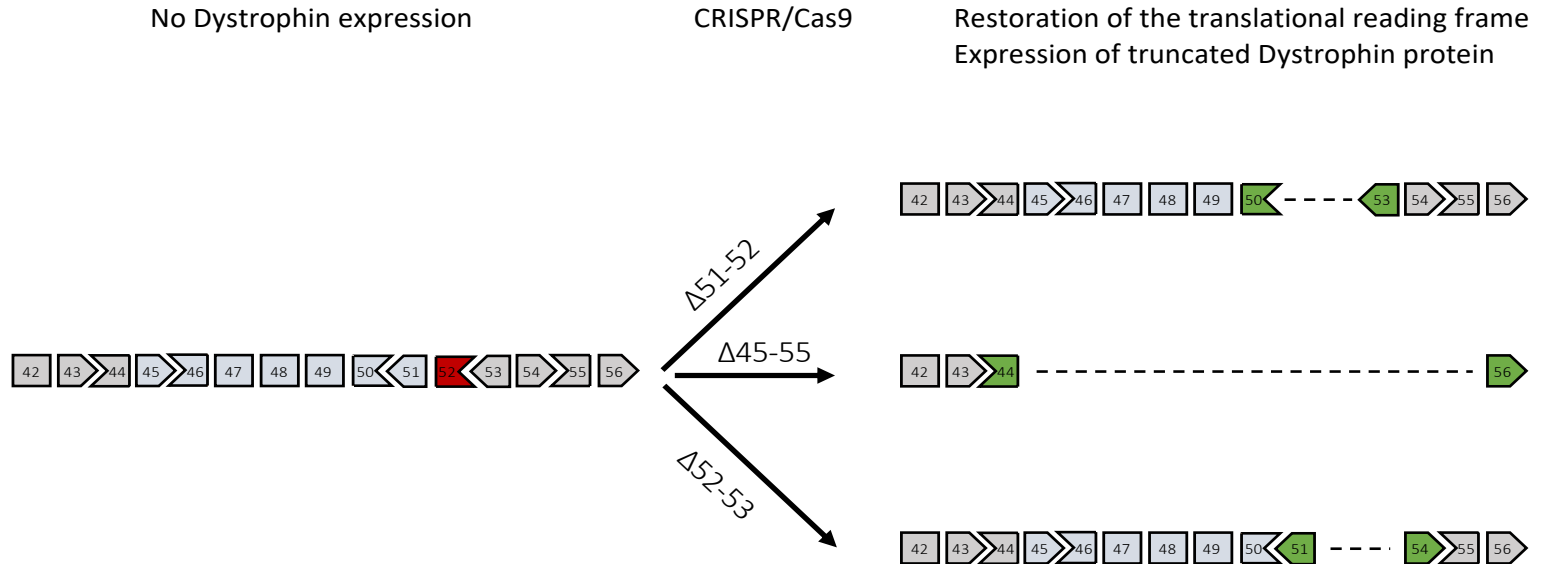 No Dystrophin expression
CRISPR/Cas9
Restoration of the translational reading frame
Expression of truncated Dystrophin protein
42 43 44 45 46 47 48 49 50 53 54 55 56
Δ51-52
42 43 44 45 46 47 48 49 50 51 52 53 54 55 56
Δ45-55
42 43 44 56
Δ52-53
42 43 44 45 46 47 48 49 50 51 54 55 56